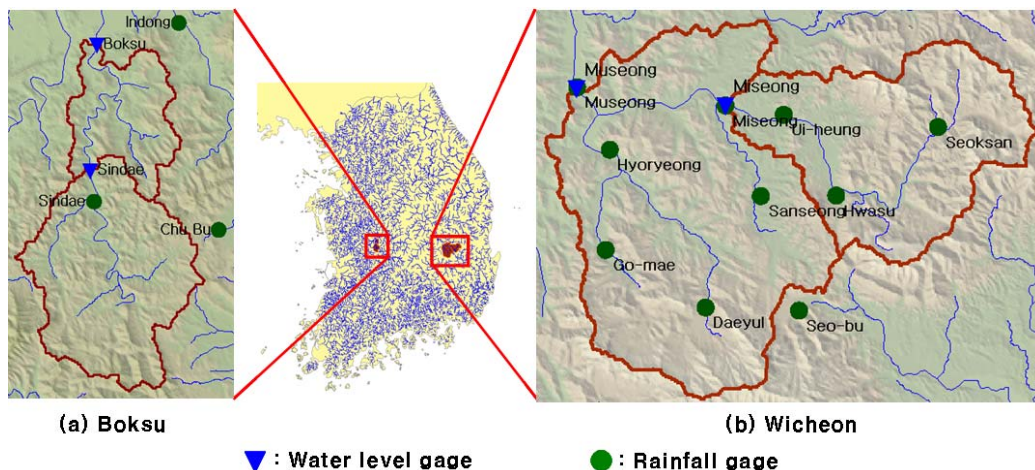 Indong
Boksu
Sindae
Sindae
Chu Bu
Museong
Museong
Miseong
Miseong
Ui-heung
Seoksan
Hyoryeong
Sanseong
Hwasu
Go-mae
Daeyul
Seo-bu
(a) Boksu
(b) Wicheon
: Water level gage
: Rainfall gage